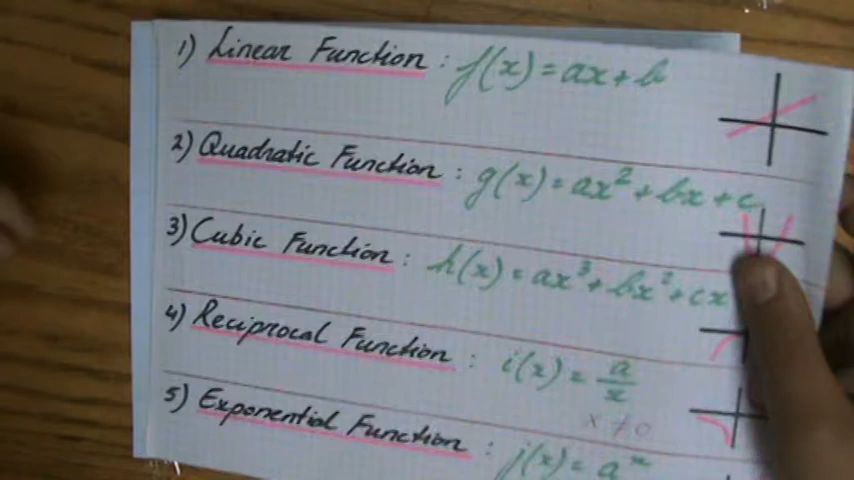 1) Linear Function : f(x) = ax + b
2) Quadratic Function : g(x) = ax² + bx + c
3) Cubic Function : h(x) = ax³ + bx² + cx
4) Reciprocal Function : i(x) = a/x
x ≠ 0
5) Exponential Function : j(x) = aˣ